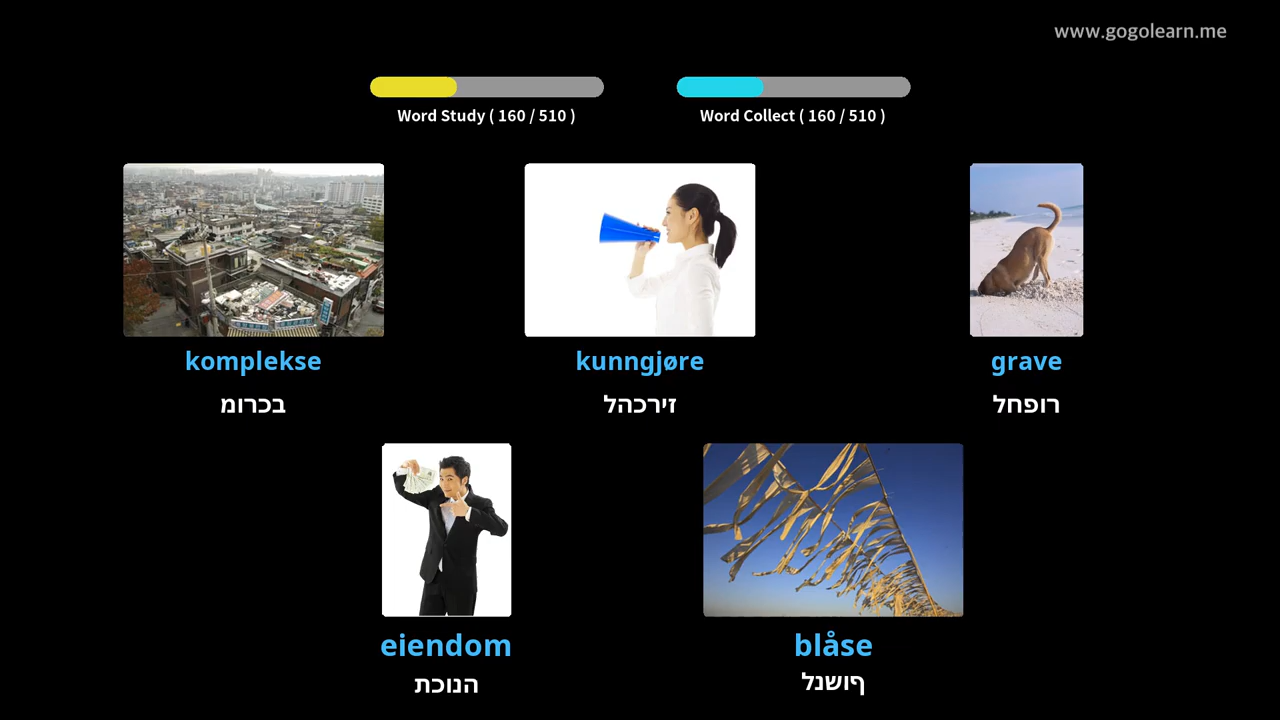 www.gogolearn.me
Word Study ( 160 / 510 )
Word Collect ( 160 / 510 )
komplekse
בכרומ
kunngjøre
זירכהל
grave
רופחל
eiendom
הנוכת
blåse
ףושנל